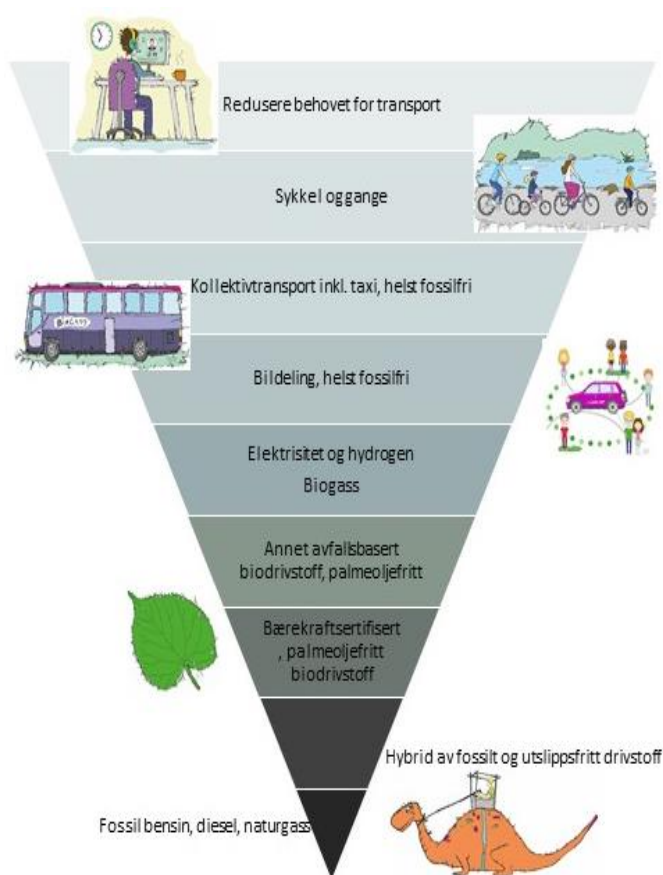 Redusere behovet for transport
Sykkel og gange
Kollektivtransport inkl. taxi, helst fossilfri
Bildeling, helst fossilfri
Elektrisitet og hydrogen
Biogass
Annet avfallsbasert
biodrivstoff, palmeoljefritt
Bærekraftsertifisert
, palmeoljefritt
biodrivstoff
Hybrid av fossilt og utslippsfritt drivstoff
Fossil bensin, diesel, naturgass